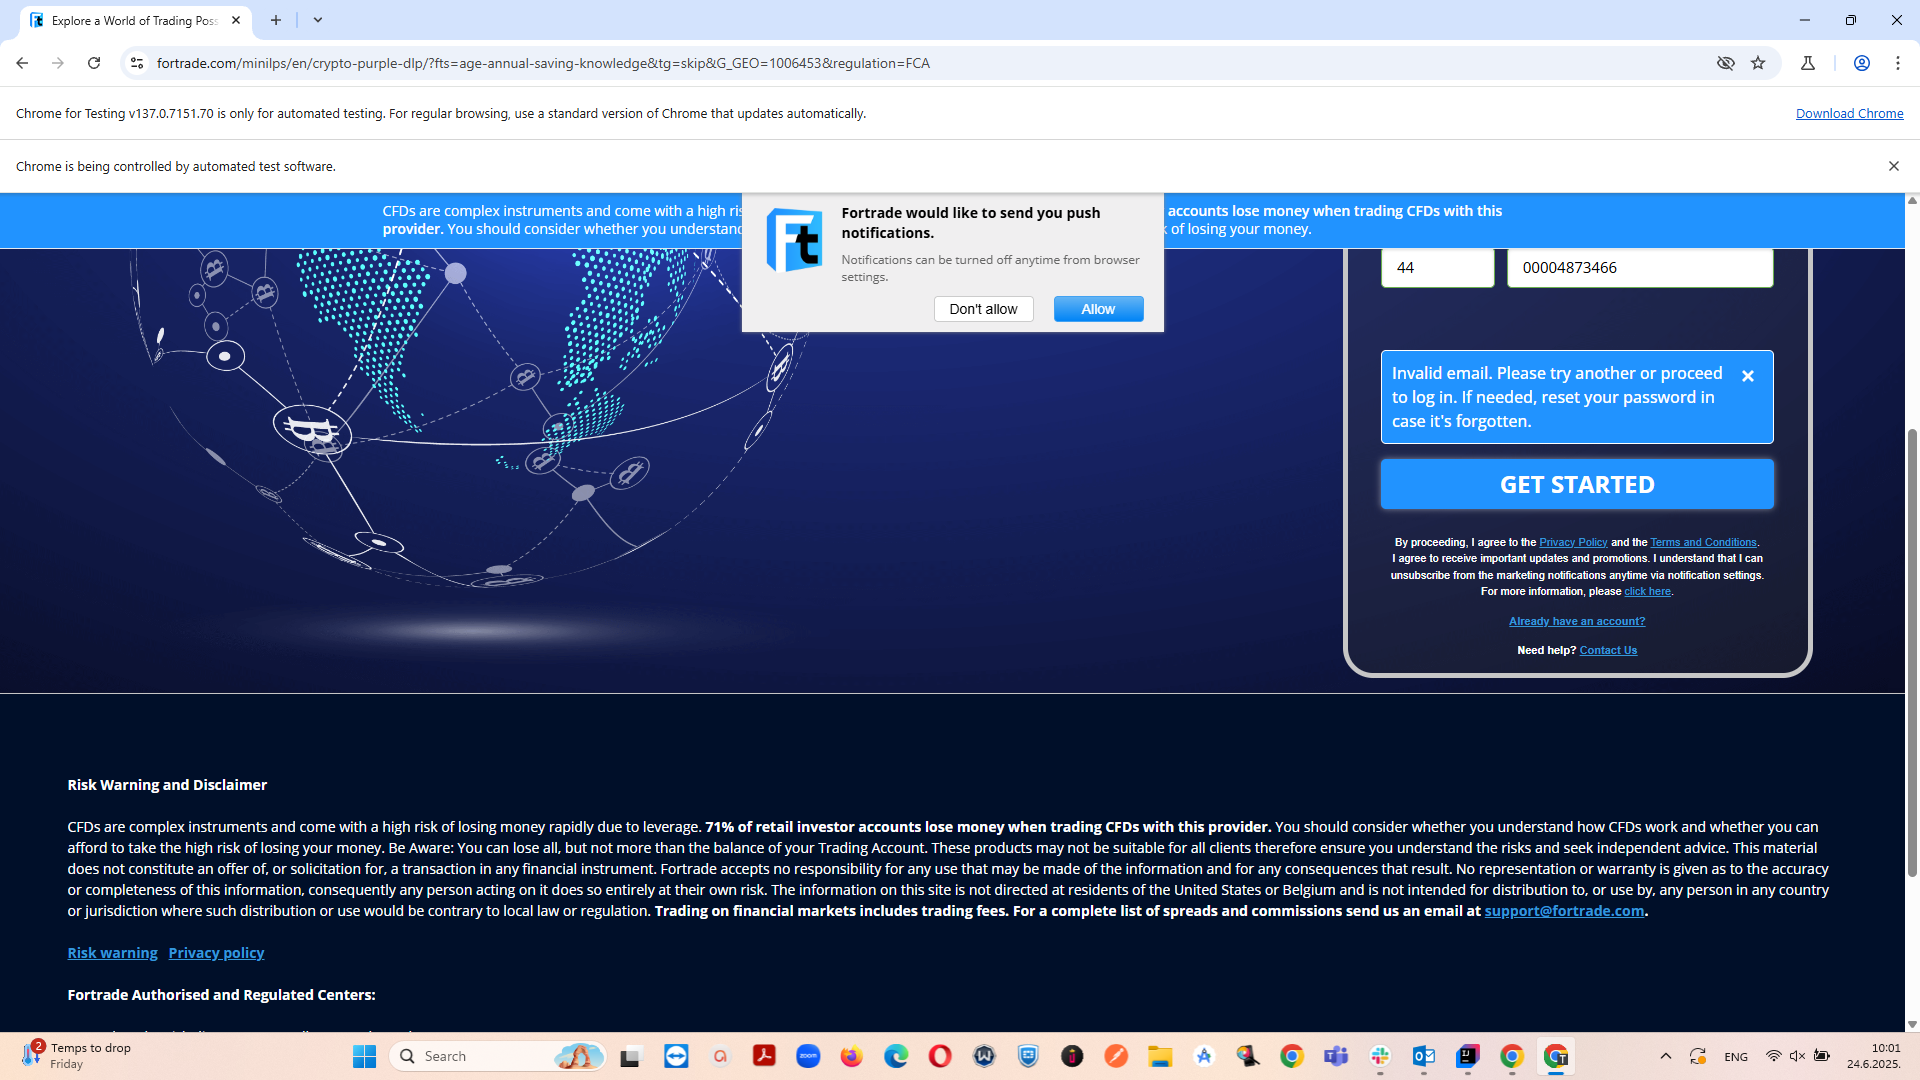 Explore a World of Trading Poss
fortrade.com/minilps/en/crypto-purple-dlp/?fts=age-annual-saving-knowledge&tg=skip&G_GEO=1006453&regulation=FCA
Chrome for Testing v137.0.7151.70 is only for automated testing. For regular browsing, use a standard version of Chrome that updates automatically.
Download Chrome
Chrome is being controlled by automated test software.
CFDs are complex instruments and come with a high ris
accounts lose money when trading CFDs with this
provider. You should consider whether you understand
of losing your money.
Ft
Fortrade would like to send you push
notifications.
Notifications can be turned off anytime from browser
settings.
Don't allow
Allow
44
00004873466
Invalid email. Please try another or proceed
to log in. If needed, reset your password in
case it's forgotten.
GET STARTED
By proceeding, I agree to the Privacy Policy and the Terms and Conditions.
I agree to receive important updates and promotions. I understand that I can
unsubscribe from the marketing notifications anytime via notification settings.
For more information, please click here.
Already have an account?
Need help? Contact Us
Risk Warning and Disclaimer
CFDs are complex instruments and come with a high risk of losing money rapidly due to leverage. 71% of retail investor accounts lose money when trading CFDs with this provider. You should consider whether you understand how CFDs work and whether you can
afford to take the high risk of losing your money. Be Aware: You can lose all, but not more than the balance of your Trading Account. These products may not be suitable for all clients therefore ensure you understand the risks and seek independent advice. This material
does not constitute an offer of, or solicitation for, a transaction in any financial instrument. Fortrade accepts no responsibility for any use that may be made of the information and for any consequences that result. No representation or warranty is given as to the accuracy
or completeness of this information, consequently any person acting on it does so entirely at their own risk. The information on this site is not directed at residents of the United States or Belgium and is not intended for distribution to, or use by, any person in any country
or jurisdiction where such distribution or use would be contrary to local law or regulation. Trading on financial markets includes trading fees. For a complete list of spreads and commissions send us an email at support@fortrade.com.
Risk warning Privacy policy
Fortrade Authorised and Regulated Centers:
2
Temps to drop
Friday
Search
zoom
ENG
10:01
24.6.2025.